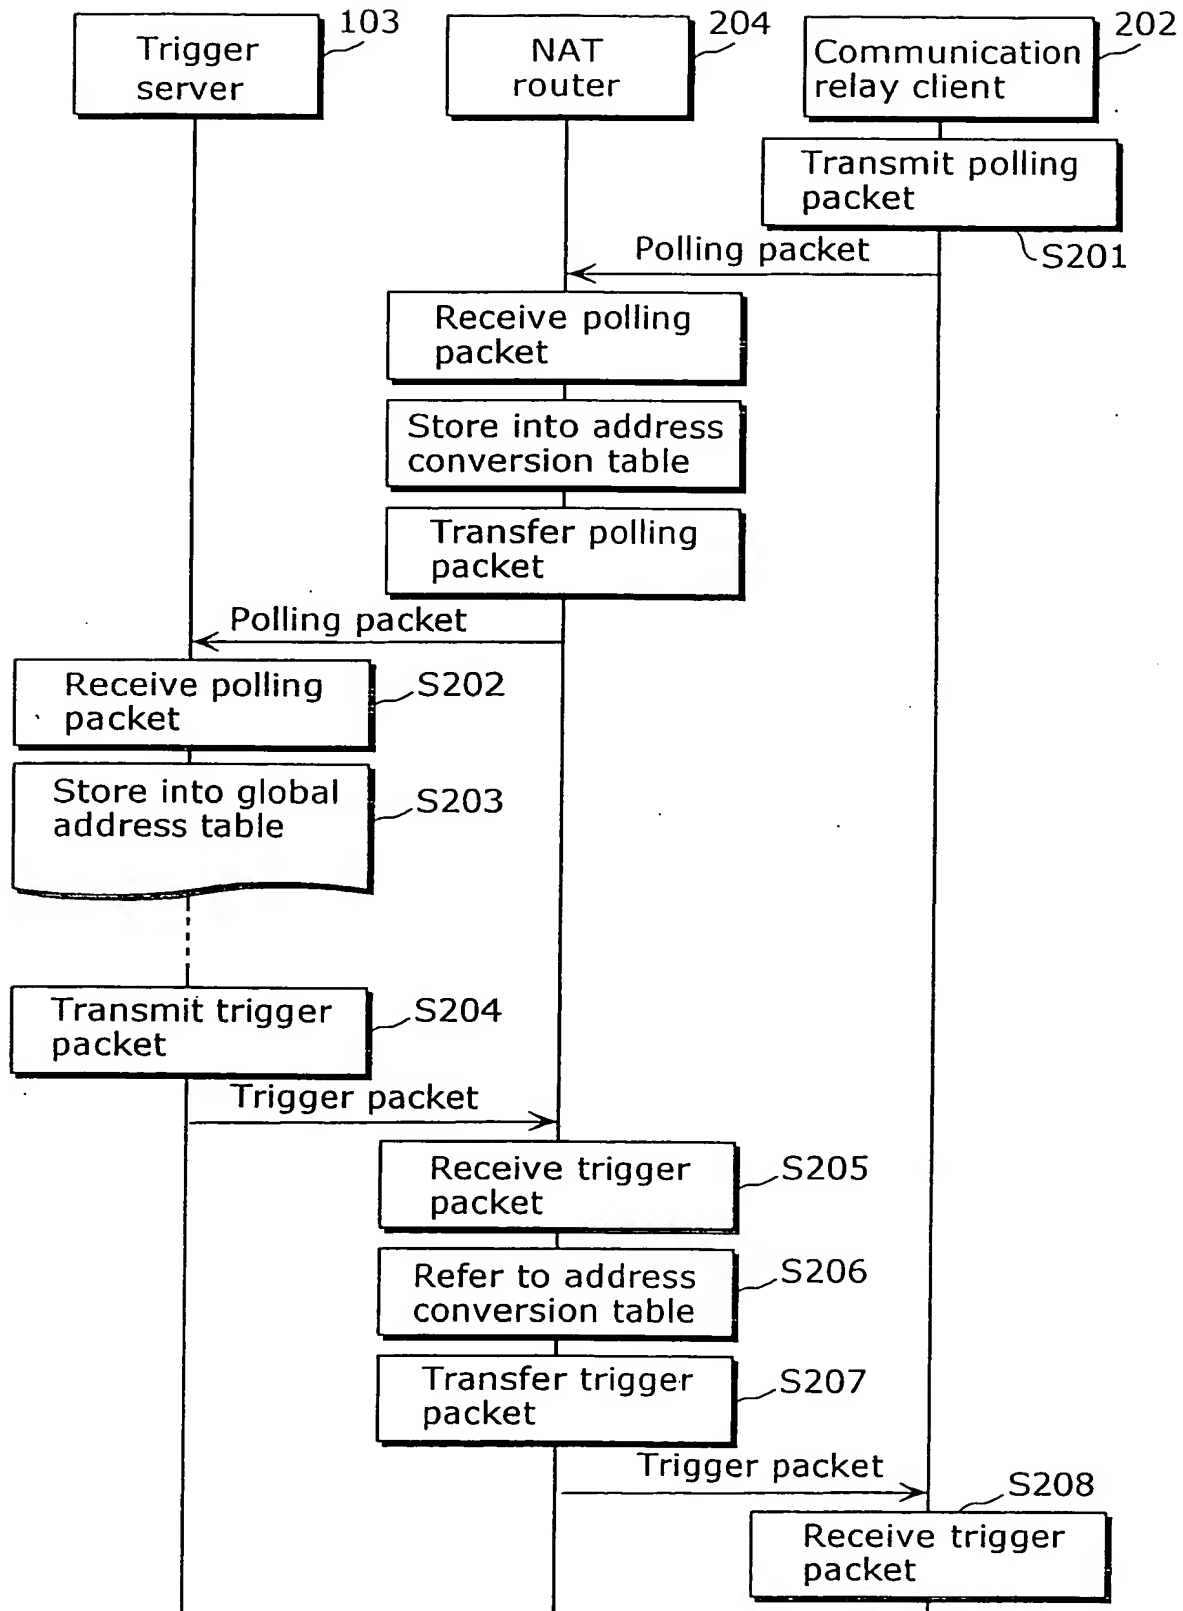 Trigger
server
103
NAT
router
204
Communication
relay client
202
Transmit polling
packet
S201
Polling packet
Receive polling
packet
Store into address
conversion table
Transfer polling
packet
Polling packet
Receive polling
packet
S202
Store into global
address table
S203
Transmit trigger
packet
S204
Trigger packet
Receive trigger
packet
S205
Refer to address
conversion table
S206
Transfer trigger
packet
S207
Trigger packet
S208
Receive trigger
packet